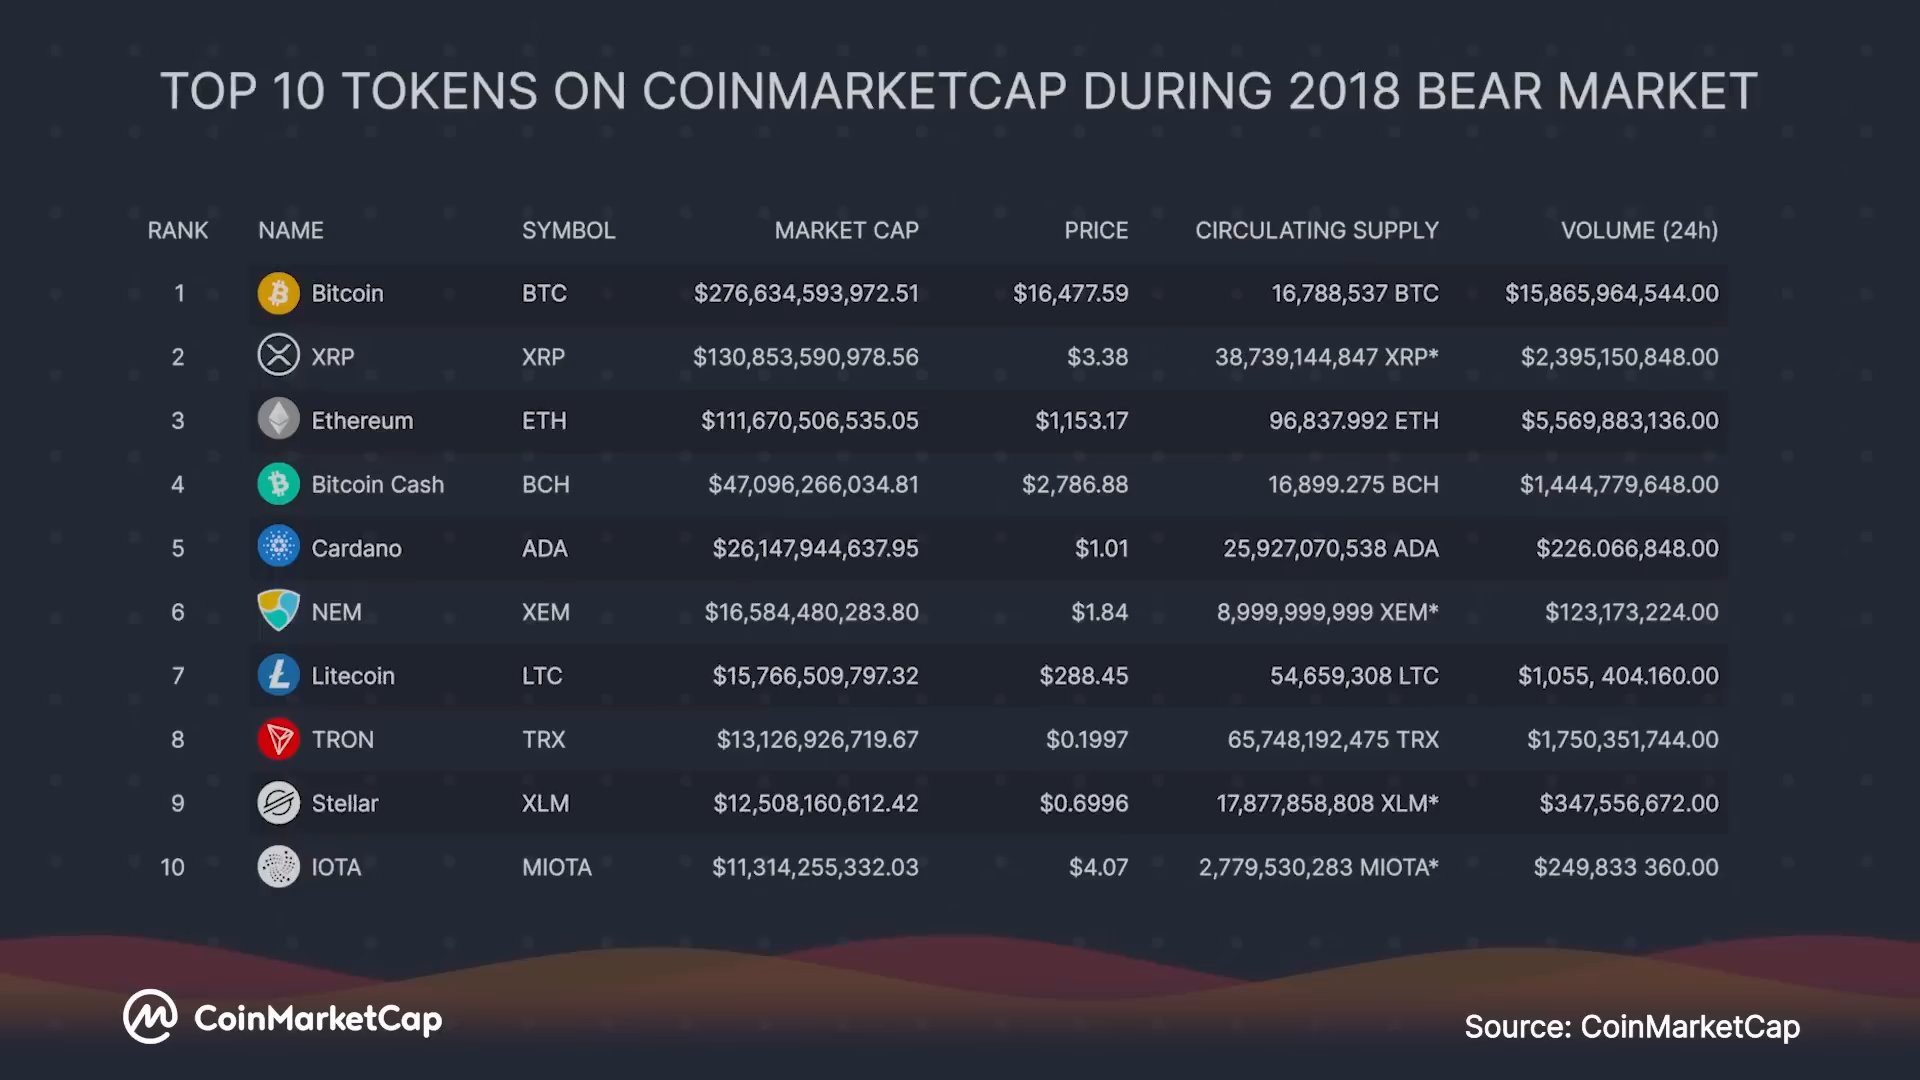 TOP 10 TOKENS ON COINMARKETCAP DURING 2018 BEAR MARKET
RANK NAME SYMBOL MARKET CAP PRICE CIRCULATING SUPPLY VOLUME (24h)
1 Bitcoin BTC $276,634,593,972.51 $16,477.59 16,788,537 BTC $15,865,964,544.00
2 XRP XRP $130,853,590,978.56 $3.38 38,739,144,847 XRP* $2,395,150,848.00
3 Ethereum ETH $111,670,506,535.05 $1,153.17 96,837.992 ETH $5,569,883,136.00
4 Bitcoin Cash BCH $47,096,266,034.81 $2,786.88 16,899.275 BCH $1,444,779,648.00
5 Cardano ADA $26,147,944,637.95 $1.01 25,927,070,538 ADA $226.066,848.00
6 NEM XEM $16,584,480,283.80 $1.84 8,999,999,999 XEM* $123,173,224.00
7 Litecoin LTC $15,766,509,797.32 $288.45 54,659,308 LTC $1,055, 404.160.00
8 TRON TRX $13,126,926,719.67 $0.1997 65,748,192,475 TRX $1,750,351,744.00
9 Stellar XLM $12,508,160,612.42 $0.6996 17,877,858,808 XLM* $347,556,672.00
10 IOTA MIOTA $11,314,255,332.03 $4.07 2,779,530,283 MIOTA* $249,833 360.00
CoinMarketCap
Source: CoinMarketCap